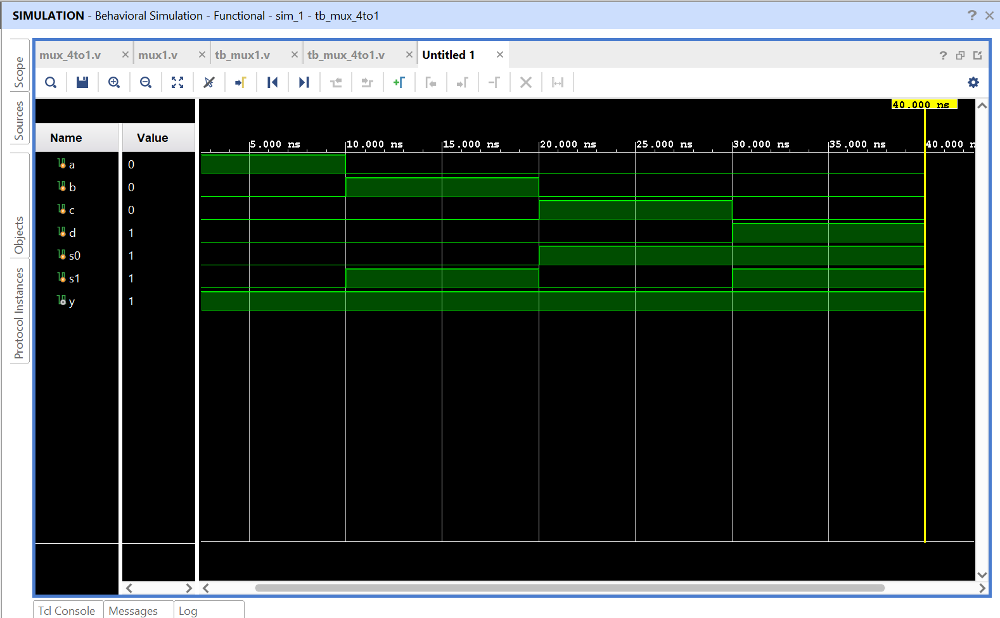 SIMULATION - Behavioral Simulation - Functional - sim_1 - tb_mux_4to1
Scope
Sources
Objects
Protocol Instances
mux_4to1.v
mux1.v
tb_mux1.v
tb_mux_4to1.v
Untitled 1
40.000 ns
Name Value
5.000 ns 10.000 ns 15.000 ns 20.000 ns 25.000 ns 30.000 ns 35.000 ns 40.000 n
a 0
b 0
c 0
d 1
s0 1
s1 1
y 1
Tcl Console Messages Log